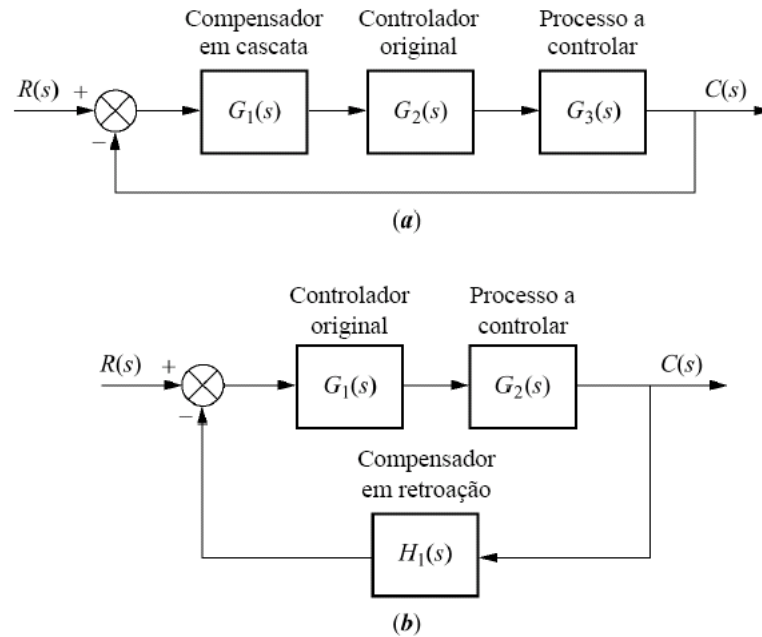 Compensador
em cascata
Controlador
original
Processo a
controlar
R(s)
+
−
G₁(s)
G₂(s)
G₃(s)
C(s)
(a)
Controlador
original
Processo a
controlar
R(s)
+
−
G₁(s)
G₂(s)
C(s)
Compensador
em retroação
H₁(s)
(b)